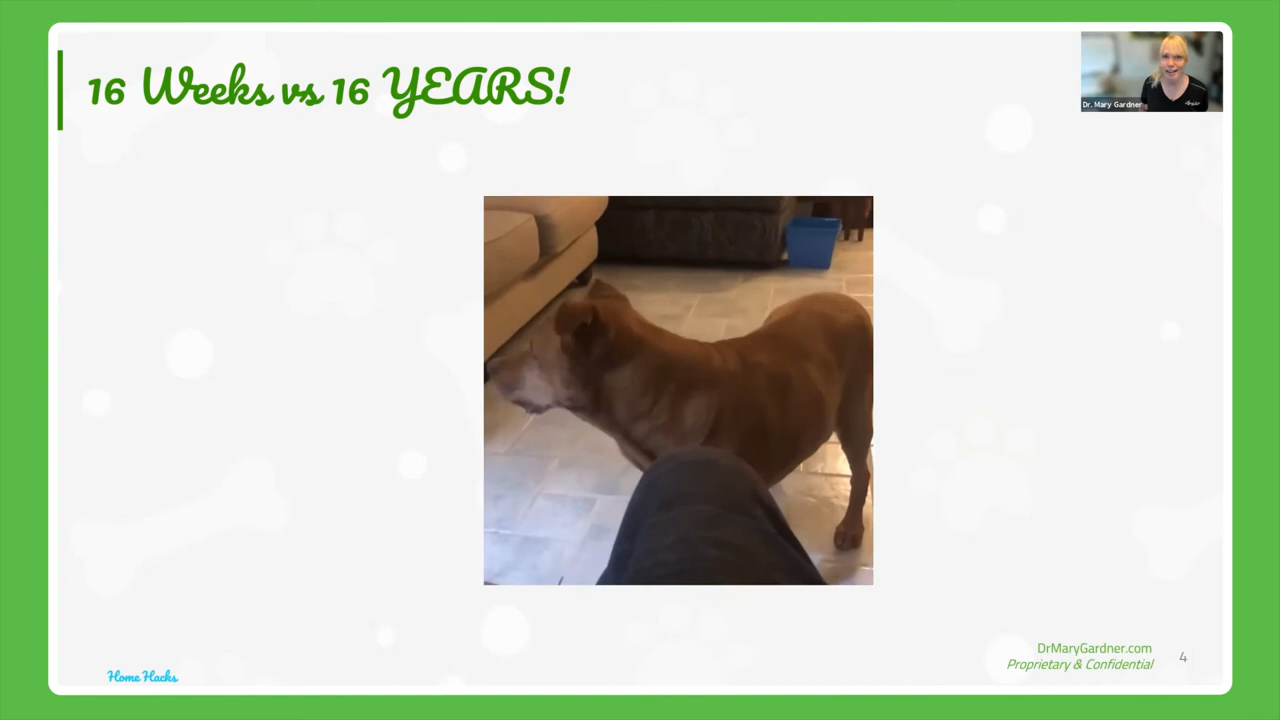 16 Weeks vs 16 YEARS!
Dr. Mary Gardner
DrMaryGardner.com
Proprietary & Confidential
4
Home Hacks